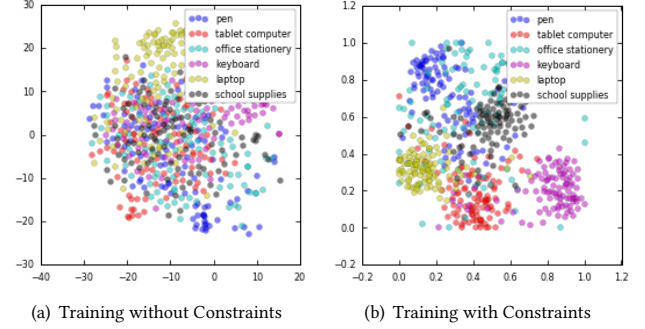 30
20
10
0
−10
−20
−30
−40 −30 −20 −10 0 10 20
pen
tablet computer
office stationery
keyboard
laptop
school supplies
(a) Training without Constraints
1.2
1.0
0.8
0.6
0.4
0.2
0.0
−0.2
−0.2 0.0 0.2 0.4 0.6 0.8 1.0 1.2
pen
tablet computer
office stationery
keyboard
laptop
school supplies
(b) Training with Constraints